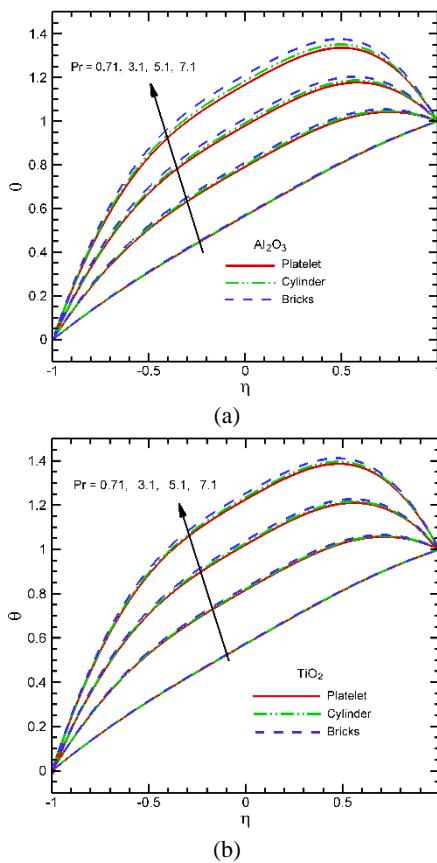 1.4
Pr = 0.71, 3.1, 5.1, 7.1
1.2
1
0.8
θ
0.6
Al2O3
0.4
Platelet
Cylinder
0.2
Bricks
0
-1
-0.5
0
0.5
1
η
(a)
1.4
Pr = 0.71, 3.1, 5.1, 7.1
1.2
1
0.8
θ
0.6
TiO2
0.4
Platelet
Cylinder
0.2
Bricks
0
-1
-0.5
0
0.5
1
η
(b)